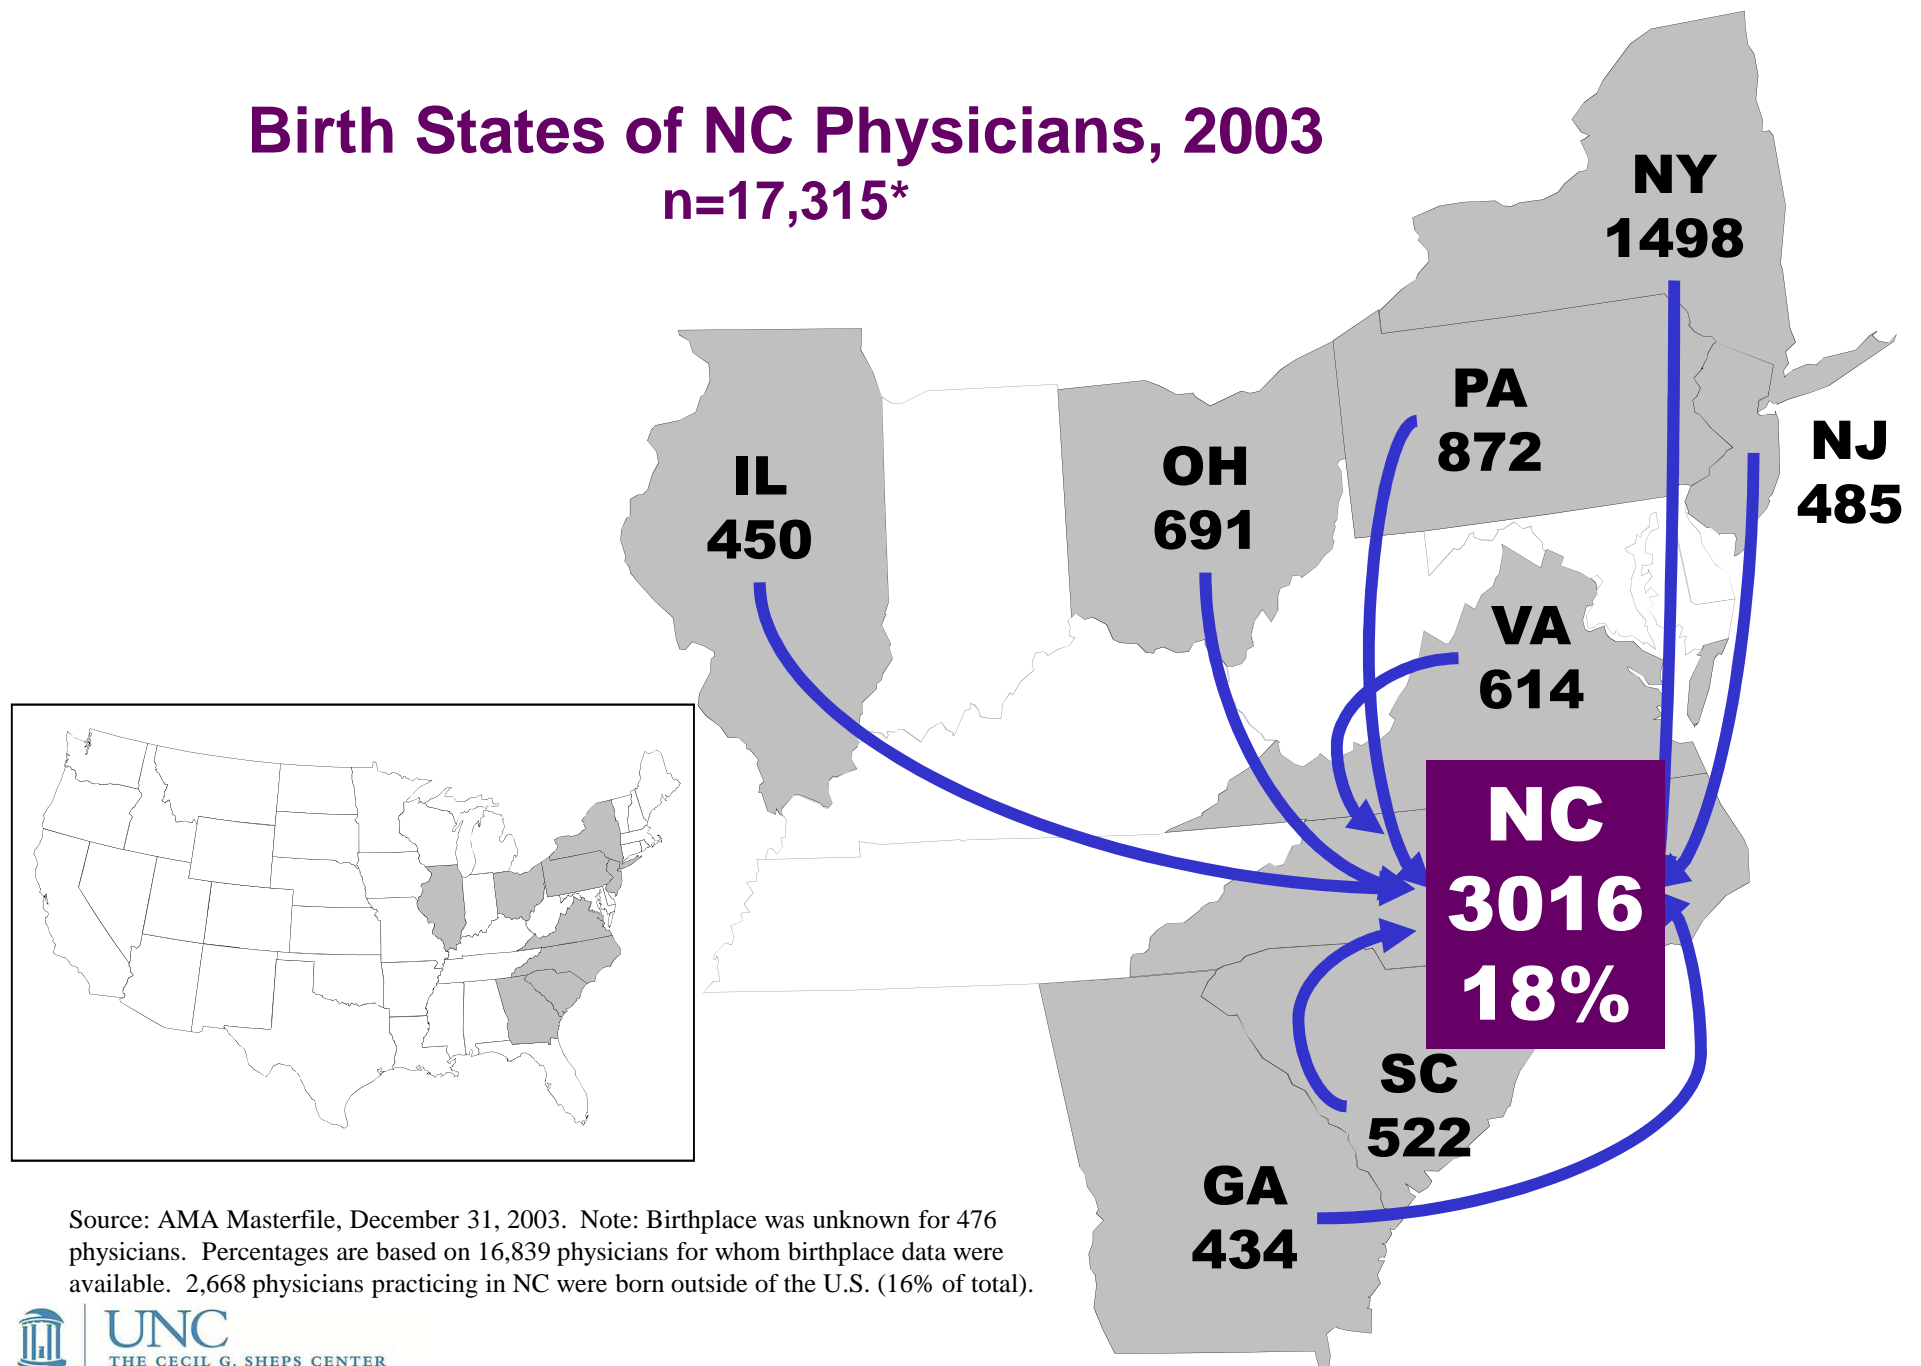 Birth States of NC Physicians, 2003
n=17,315*
NY
1498
PA
872
NJ
485
OH
691
IL
450
VA
614
NC
3016
18%
SC
522
GA
434
Source: AMA Masterfile, December 31, 2003.  Note: Birthplace was unknown for 476
physicians.  Percentages are based on 16,839 physicians for whom birthplace data were
available.  2,668 physicians practicing in NC were born outside of the U.S. (16% of total).
UNC
THE CECIL G. SHEPS CENTER